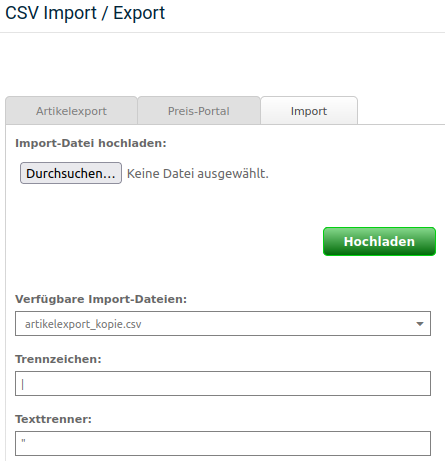 CSV Import / Export
Artikelexport Preis-Portal Import
Import-Datei hochladen:
Durchsuchen... Keine Datei ausgewählt.
Hochladen
Verfügbare Import-Dateien:
artikelexport_kopie.csv
Trennzeichen:
|
Texttrenner:
"